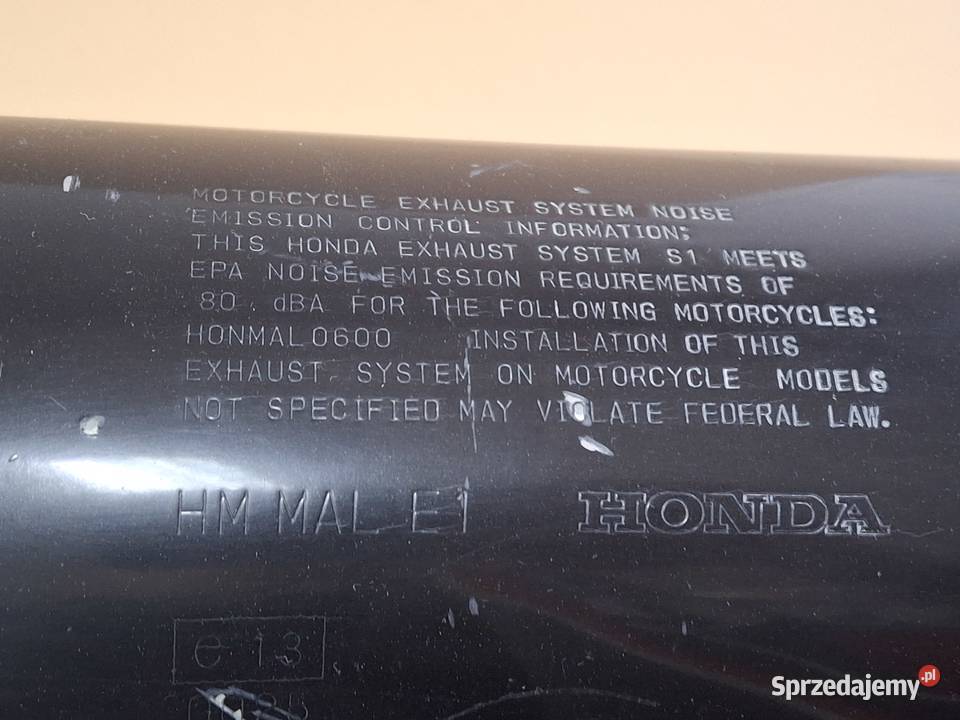 MOTORCYCLE EXHAUST SYSTEM NOISE
EMISSION CONTROL INFORMATION:
THIS HONDA EXHAUST SYSTEM S1 MEETS
EPA NOISE EMISSION REQUIREMENTS OF
80 dBA FOR THE FOLLOWING MOTORCYCLES:
HONMAL0600 INSTALLATION OF THIS
EXHAUST SYSTEM ON MOTORCYCLE MODELS
NOT SPECIFIED MAY VIOLATE FEDERAL LAW.
HM MAL E1 HONDA
e 13
Sprzedajemy.pl